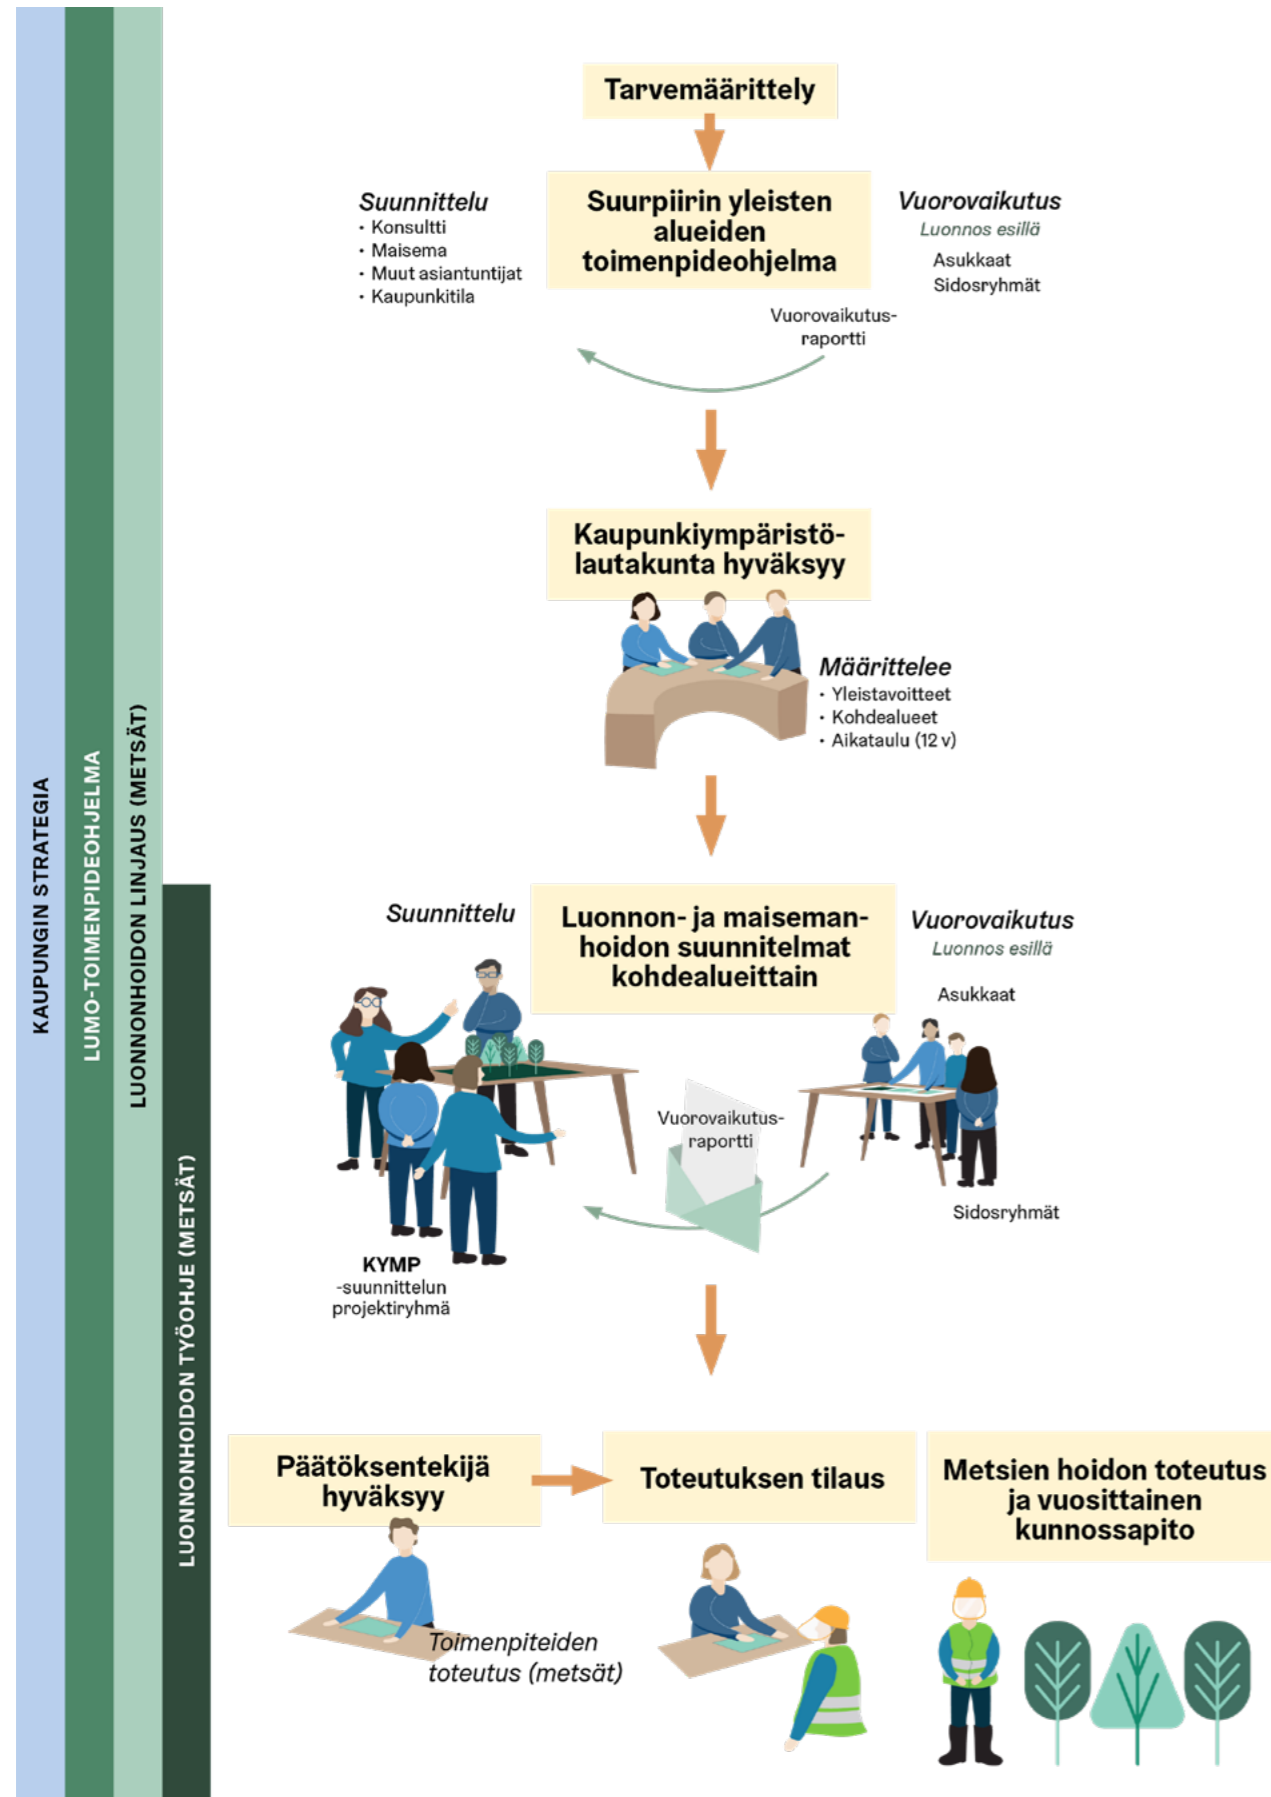 KAUPUNGIN STRATEGIA
LUMO-TOIMENPIDEOHJELMA
LUONNONHOIDON LINJAUS (METSÄT)
LUONNONHOIDON TYÖOHJE (METSÄT)
Tarvemäärittely
Suunnittelu
• Konsultti
• Maisema
• Muut asiantuntijat
• Kaupunkitila
Suurpiirin yleisten
alueiden
toimenpideohjelma
Vuorovaikutus
Luonnos esillä
Asukkaat
Sidosryhmät
Vuorovaikutus-
raportti
Kaupunkiympäristö-
lautakunta hyväksyy
Määrittelee
• Yleistavoitteet
• Kohdealueet
• Aikataulu (12 v)
Suunnittelu
Luonnon- ja maiseman-
hoidon suunnitelmat
kohdealueittain
Vuorovaikutus
Luonnos esillä
Asukkaat
Vuorovaikutus-
raportti
Sidosryhmät
KYMP
-suunnittelun
projektiryhmä
Päätöksentekijä
hyväksyy
Toteutuksen tilaus
Metsien hoidon toteutus
ja vuosittainen
kunnossapito
Toimenpiteiden
toteutus (metsät)